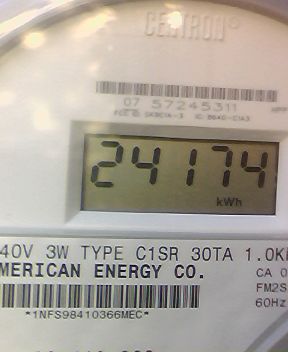 CENTRON®
07 57245311
24174
kWh
40V 3W TYPE C1SR 30TA 1.0K
MERICAN ENERGY CO.
CA 0
FM2S
60Hz
*1NFS98410366MEC*